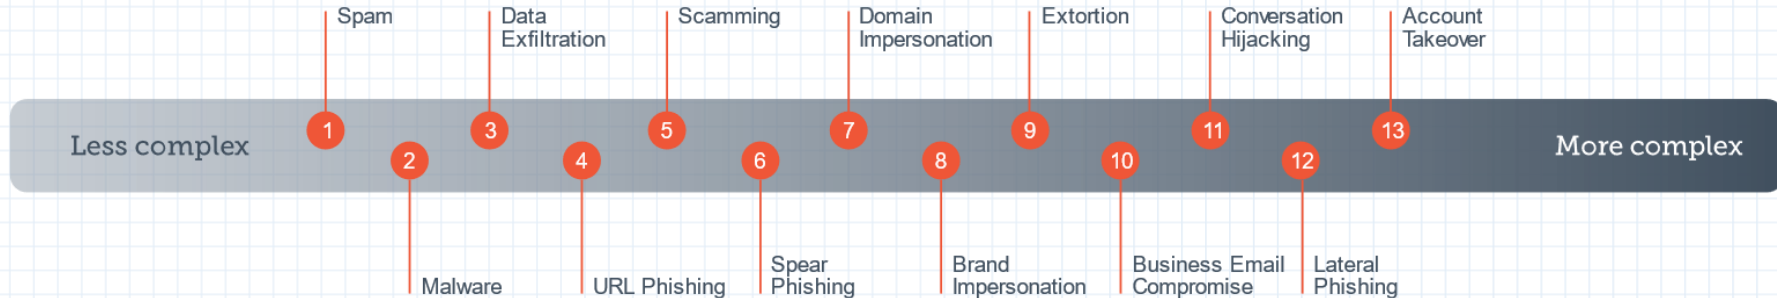 Spam
Data
Exfiltration
Scamming
Domain
Impersonation
Extortion
Conversation
Hijacking
Account
Takeover
Less complex
1
2
3
4
5
6
7
8
9
10
11
12
13
More complex
Malware
URL Phishing
Spear
Phishing
Brand
Impersonation
Business Email
Compromise
Lateral
Phishing